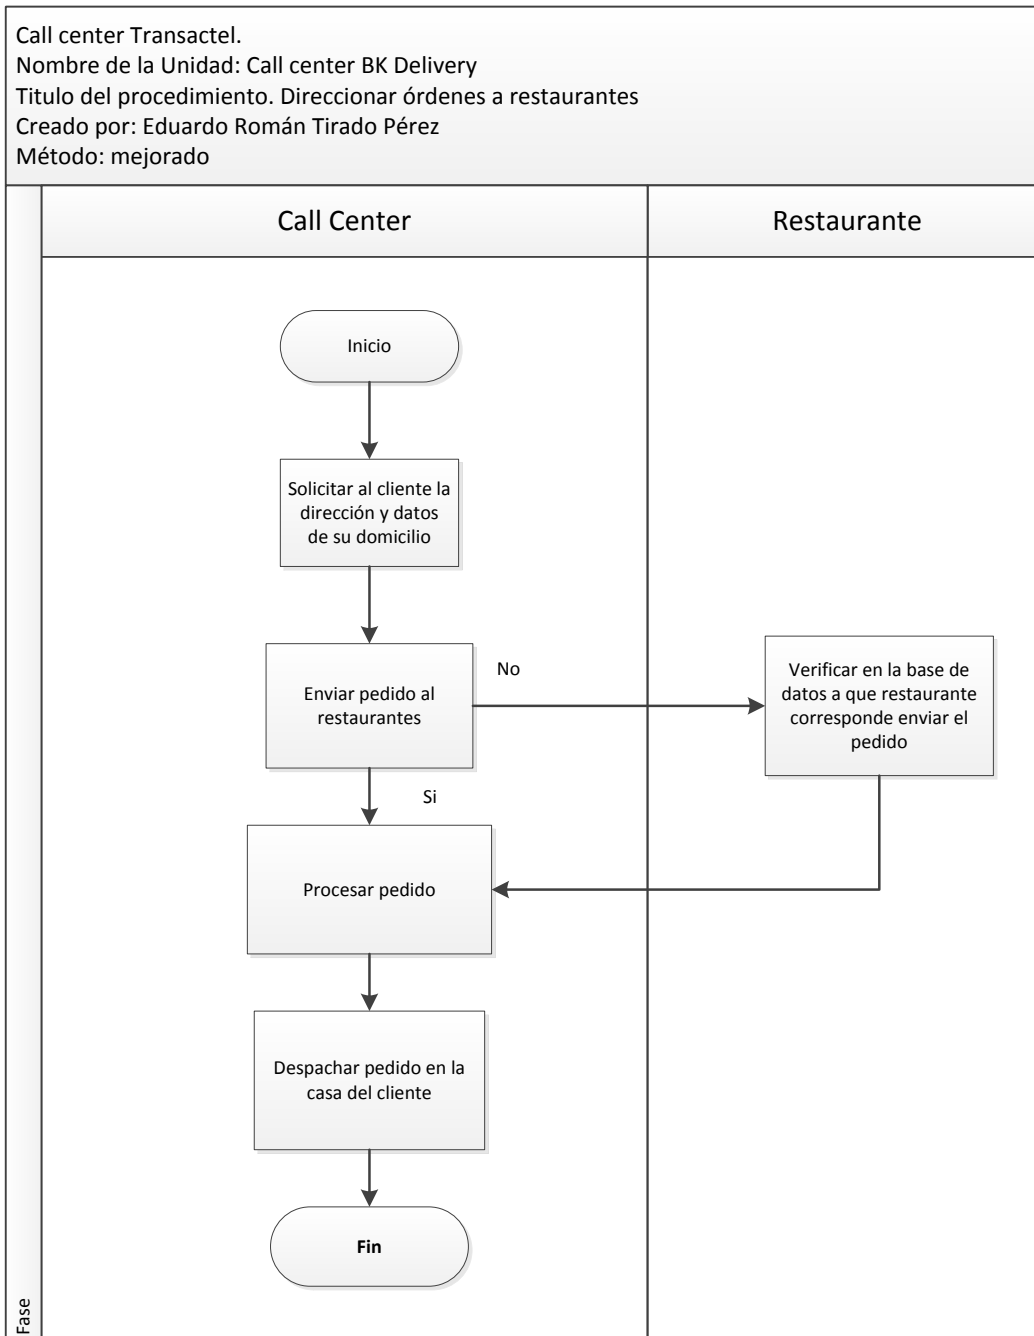 Call center Transactel.
Nombre de la Unidad: Call center BK Delivery
Titulo del procedimiento. Direccionar órdenes a restaurantes
Creado por: Eduardo Román Tirado Pérez
Método: mejorado
Call Center
Restaurante
Inicio
Solicitar al cliente la
dirección y datos
de su domicilio
Enviar pedido al
restaurantes
No
Verificar en la base de
datos a que restaurante
corresponde enviar el
pedido
Si
Procesar pedido
Despachar pedido en la
casa del cliente
Fin
Fase